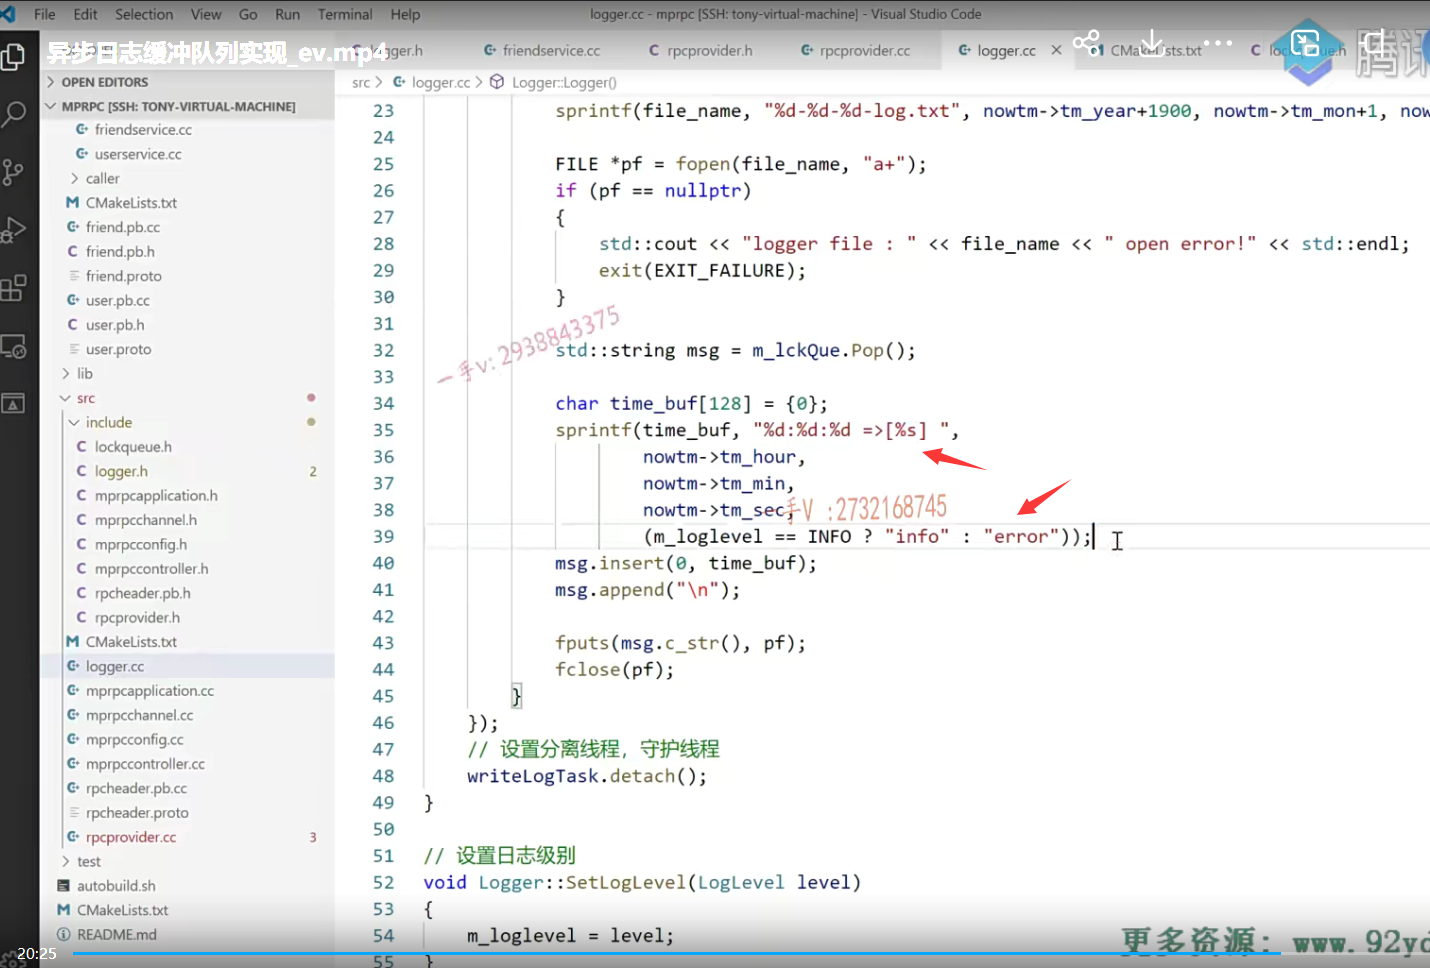 File Edit Selection View Go Run Terminal Help
logger.cc - mprpc [SSH: tony-virtual-machine] - Visual Studio Code
异步日志缓冲队列实现_ev.mp4
friendservice.cc rpcprovider.h rpcprovider.cc logger.cc
OPEN EDITORS
src > logger.cc > Logger::Logger()
MPRPC [SSH: TONY-VIRTUAL-MACHINE]
friendservice.cc
userservice.cc
caller
CMakeLists.txt
friend.pb.cc
friend.pb.h
friend.proto
user.pb.cc
user.pb.h
user.proto
lib
src
include
lockqueue.h
logger.h 2
mprpcapplication.h
mprpcchannel.h
mprpcconfig.h
mprpccontroller.h
rpcheader.pb.h
rpcprovider.h
CMakeLists.txt
logger.cc
mprpcapplication.cc
mprpcchannel.cc
mprpcconfig.cc
mprpccontroller.cc
rpcheader.pb.cc
rpcheader.proto
rpcprovider.cc 3
test
autobuild.sh
CMakeLists.txt
README.md
23 sprintf(file_name, "%d-%d-%d-log.txt", nowtm->tm_year+1900, nowtm->tm_mon+1, now
24
25 FILE *pf = fopen(file_name, "a+");
26 if (pf == nullptr)
27 {
28 std::cout << "logger file : " << file_name << " open error!" << std::endl;
29 exit(EXIT_FAILURE);
30 }
31
32 std::string msg = m_lckQue.Pop();
33
34 char time_buf[128] = {0};
35 sprintf(time_buf, "%d:%d:%d =>[%s] ",
36 nowtm->tm_hour,
37 nowtm->tm_min,
38 nowtm->tm_sec,
39 (m_loglevel == INFO ? "info" : "error"));
40 msg.insert(0, time_buf);
41 msg.append("\n");
42
43 fputs(msg.c_str(), pf);
44 fclose(pf);
45 }
46 });
47 // 设置分离线程，守护线程
48 writeLogTask.detach();
49 }
50
51 // 设置日志级别
52 void Logger::SetLogLevel(LogLevel level)
53 {
54 m_loglevel = level;
55 }
一手v: 2938843375
一手V :2732168745
腾讯
20:25
更多资源: www.92yc